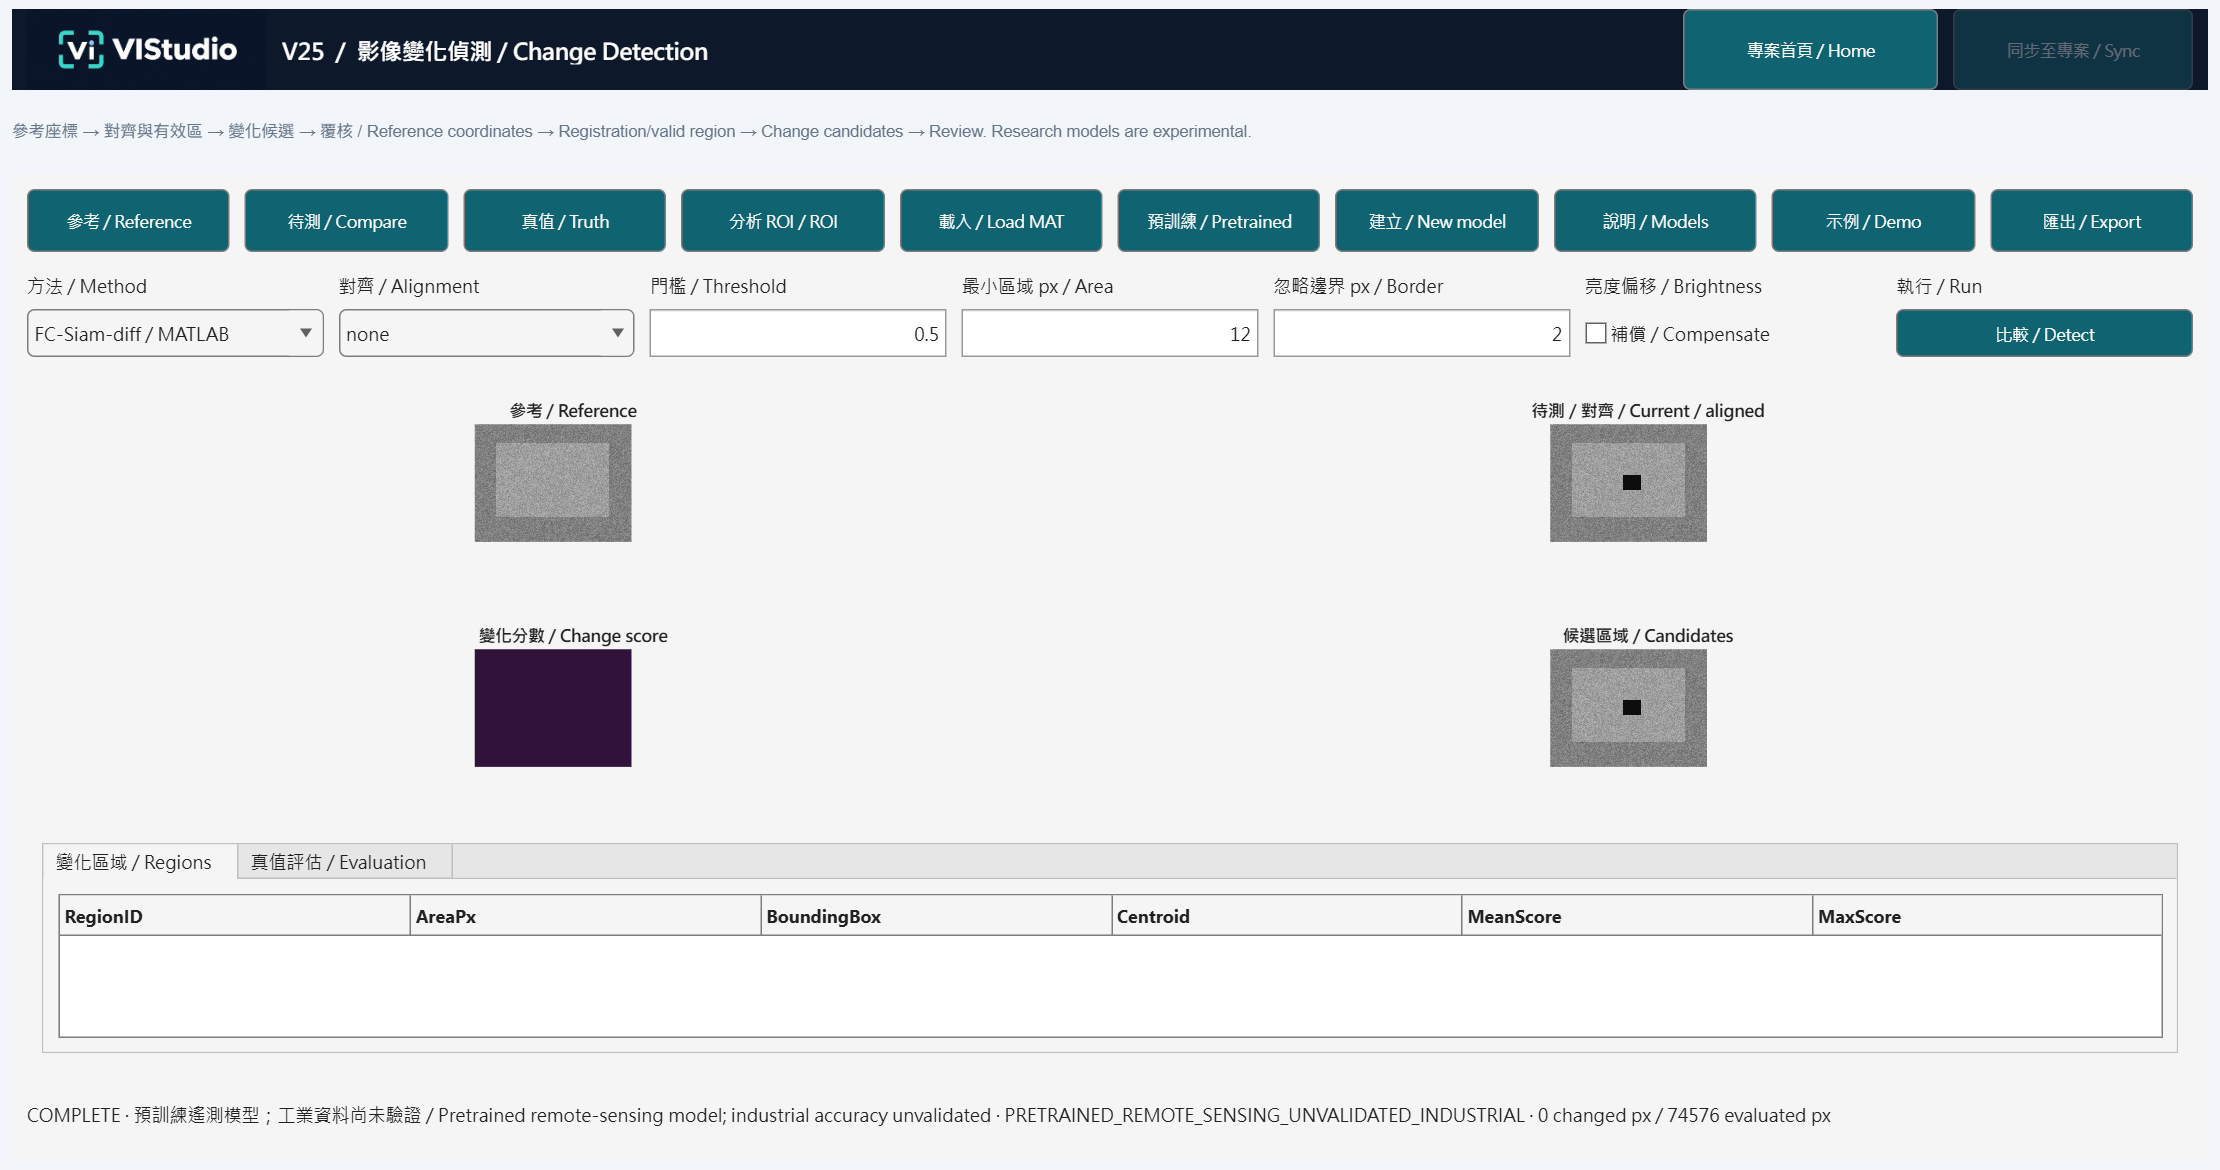 Vi VIStudio V25 / 影像變化偵測 / Change Detection 專案首頁 / Home 同步至專案 / Sync
參考座標 → 對齊與有效區 → 變化候選 → 覆核 / Reference coordinates → Registration/valid region → Change candidates → Review. Research models are experimental.
參考 / Reference 待測 / Compare 真值 / Truth 分析 ROI / ROI 載入 / Load MAT 預訓練 / Pretrained 建立 / New model 說明 / Models 示例 / Demo 匯出 / Export
方法 / Method 對齊 / Alignment 門檻 / Threshold 最小區域 px / Area 忽略邊界 px / Border 亮度偏移 / Brightness 執行 / Run
FC-Siam-diff / MATLAB none 0.5 12 2 補償 / Compensate 比較 / Detect
參考 / Reference 待測 / 對齊 / Current / aligned
變化分數 / Change score 候選區域 / Candidates
變化區域 / Regions 真值評估 / Evaluation
RegionID AreaPx BoundingBox Centroid MeanScore MaxScore
COMPLETE · 預訓練遙測模型；工業資料尚未驗證 / Pretrained remote-sensing model; industrial accuracy unvalidated · PRETRAINED_REMOTE_SENSING_UNVALIDATED_INDUSTRIAL · 0 changed px / 74576 evaluated px